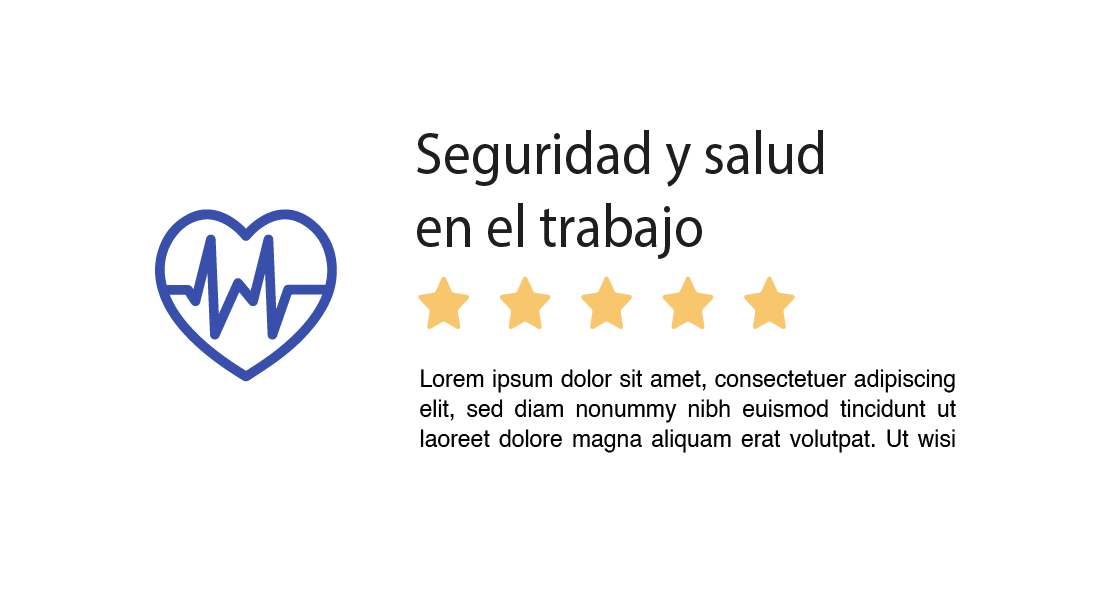 Seguridad y salud
en el trabajo
Lorem ipsum dolor sit amet, consectetuer adipiscing
elit, sed diam nonummy nibh euismod tincidunt ut
laoreet dolore magna aliquam erat volutpat. Ut wisi